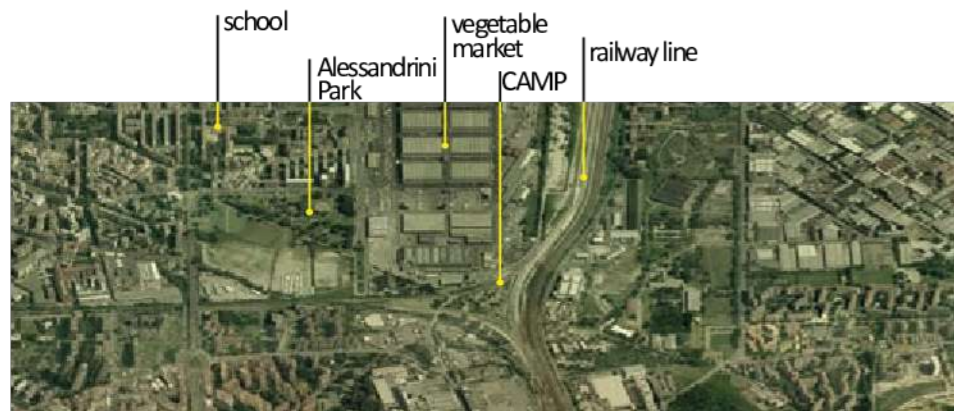 school
Alessandrini
Park
vegetable
market
CAMP
railway line